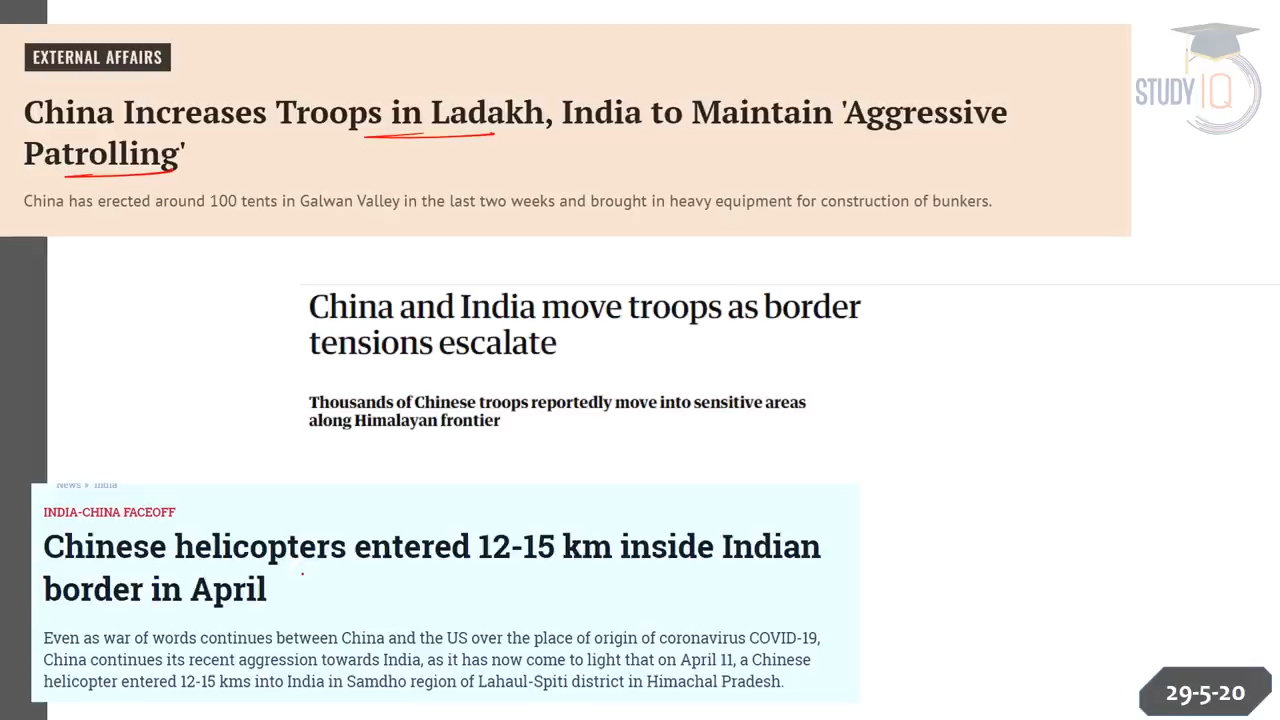 EXTERNAL AFFAIRS
China Increases Troops in Ladakh, India to Maintain 'Aggressive
Patrolling'
China has erected around 100 tents in Galwan Valley in the last two weeks and brought in heavy equipment for construction of bunkers.
STUDY IQ
China and India move troops as border
tensions escalate
Thousands of Chinese troops reportedly move into sensitive areas
along Himalayan frontier
News » India
INDIA-CHINA FACEOFF
Chinese helicopters entered 12-15 km inside Indian
border in April
Even as war of words continues between China and the US over the place of origin of coronavirus COVID-19,
China continues its recent aggression towards India, as it has now come to light that on April 11, a Chinese
helicopter entered 12-15 kms into India in Samdho region of Lahaul-Spiti district in Himachal Pradesh.
29-5-20